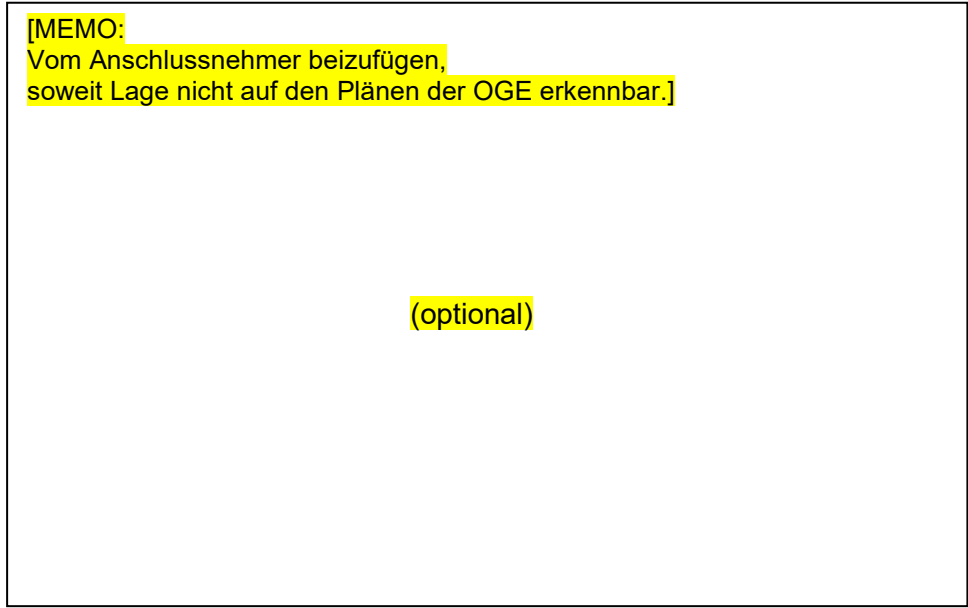 [MEMO:
Vom Anschlussnehmer beizufügen,
soweit Lage nicht auf den Plänen der OGE erkennbar.]
(optional)